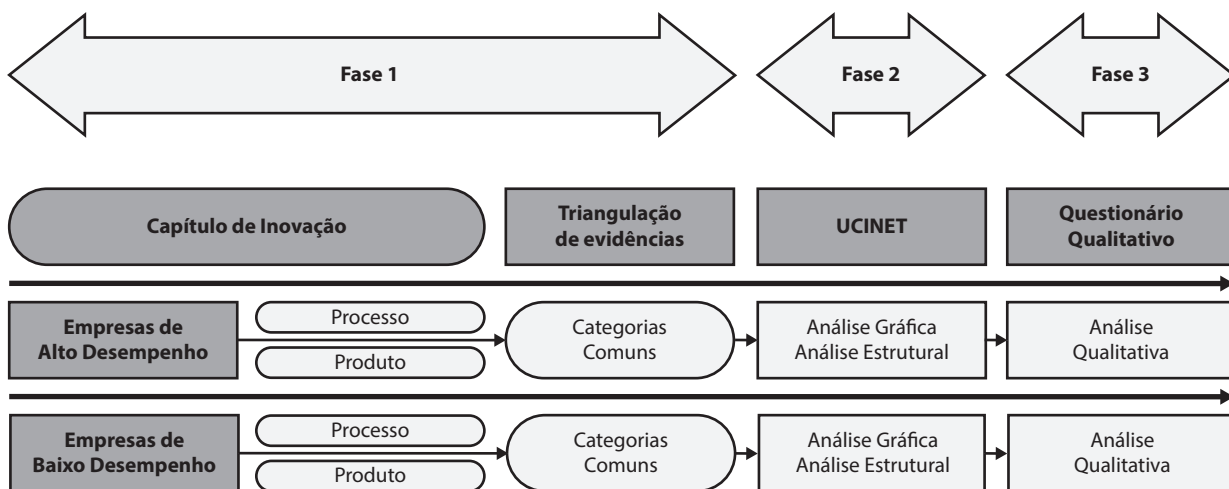 Fase 1
Fase 2
Fase 3
Capítulo de Inovação
Triangulação
de evidências
UCINET
Questionário
Qualitativo
Empresas de
Alto Desempenho
Processo
Produto
Categorias
Comuns
Análise Gráfica
Análise Estrutural
Análise
Qualitativa
Empresas de
Baixo Desempenho
Processo
Produto
Categorias
Comuns
Análise Gráfica
Análise Estrutural
Análise
Qualitativa